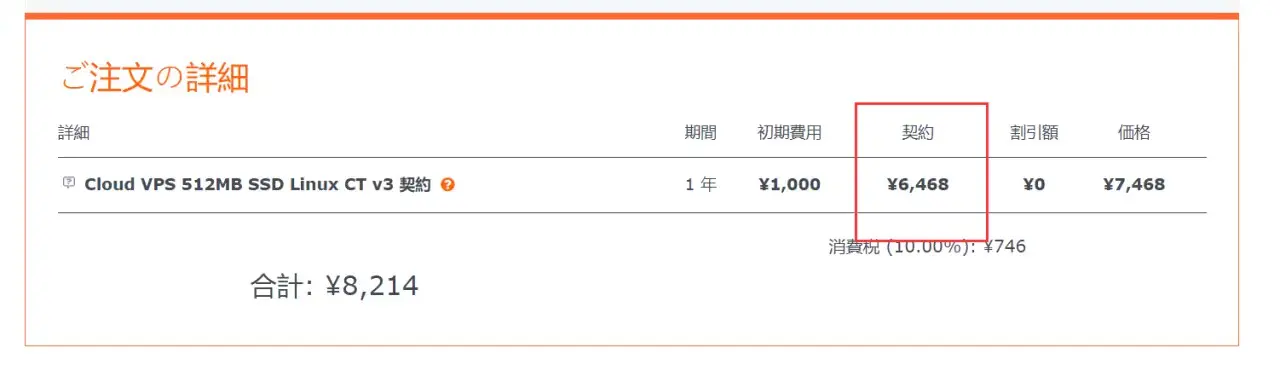 ご注文の詳細
詳細 期間 初期費用 契約 割引額 価格
Cloud VPS 512MB SSD Linux CT v3 契約 ? 1 年 ¥1,000 ¥6,468 ¥0 ¥7,468
消費税 (10.00%): ¥746
合計: ¥8,214